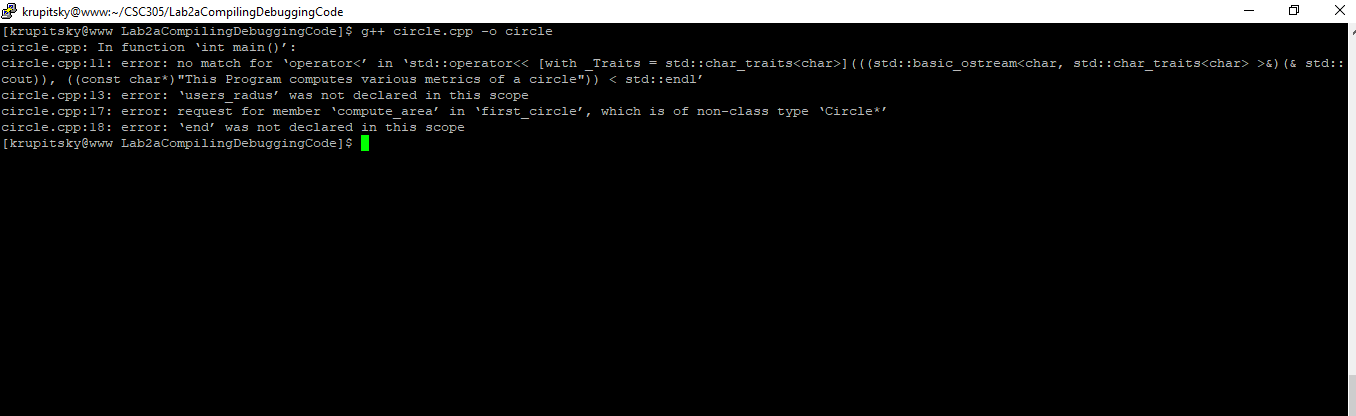 krupitsky@www:~/CSC305/Lab2aCompilingDebuggingCode
[krupitsky@www Lab2aCompilingDebuggingCode]$ g++ circle.cpp -o circle
circle.cpp: In function ‘int main()’:
circle.cpp:11: error: no match for ‘operator<’ in ‘std::operator<< [with _Traits = std::char_traits<char>](((std::basic_ostream<char, std::char_traits<char> >&)(& std::
cout)), ((const char*)"This Program computes various metrics of a circle")) < std::endl’
circle.cpp:13: error: ‘users_radus’ was not declared in this scope
circle.cpp:17: error: request for member ‘compute_area’ in ‘first_circle’, which is of non-class type ‘Circle*’
circle.cpp:18: error: ‘end’ was not declared in this scope
[krupitsky@www Lab2aCompilingDebuggingCode]$